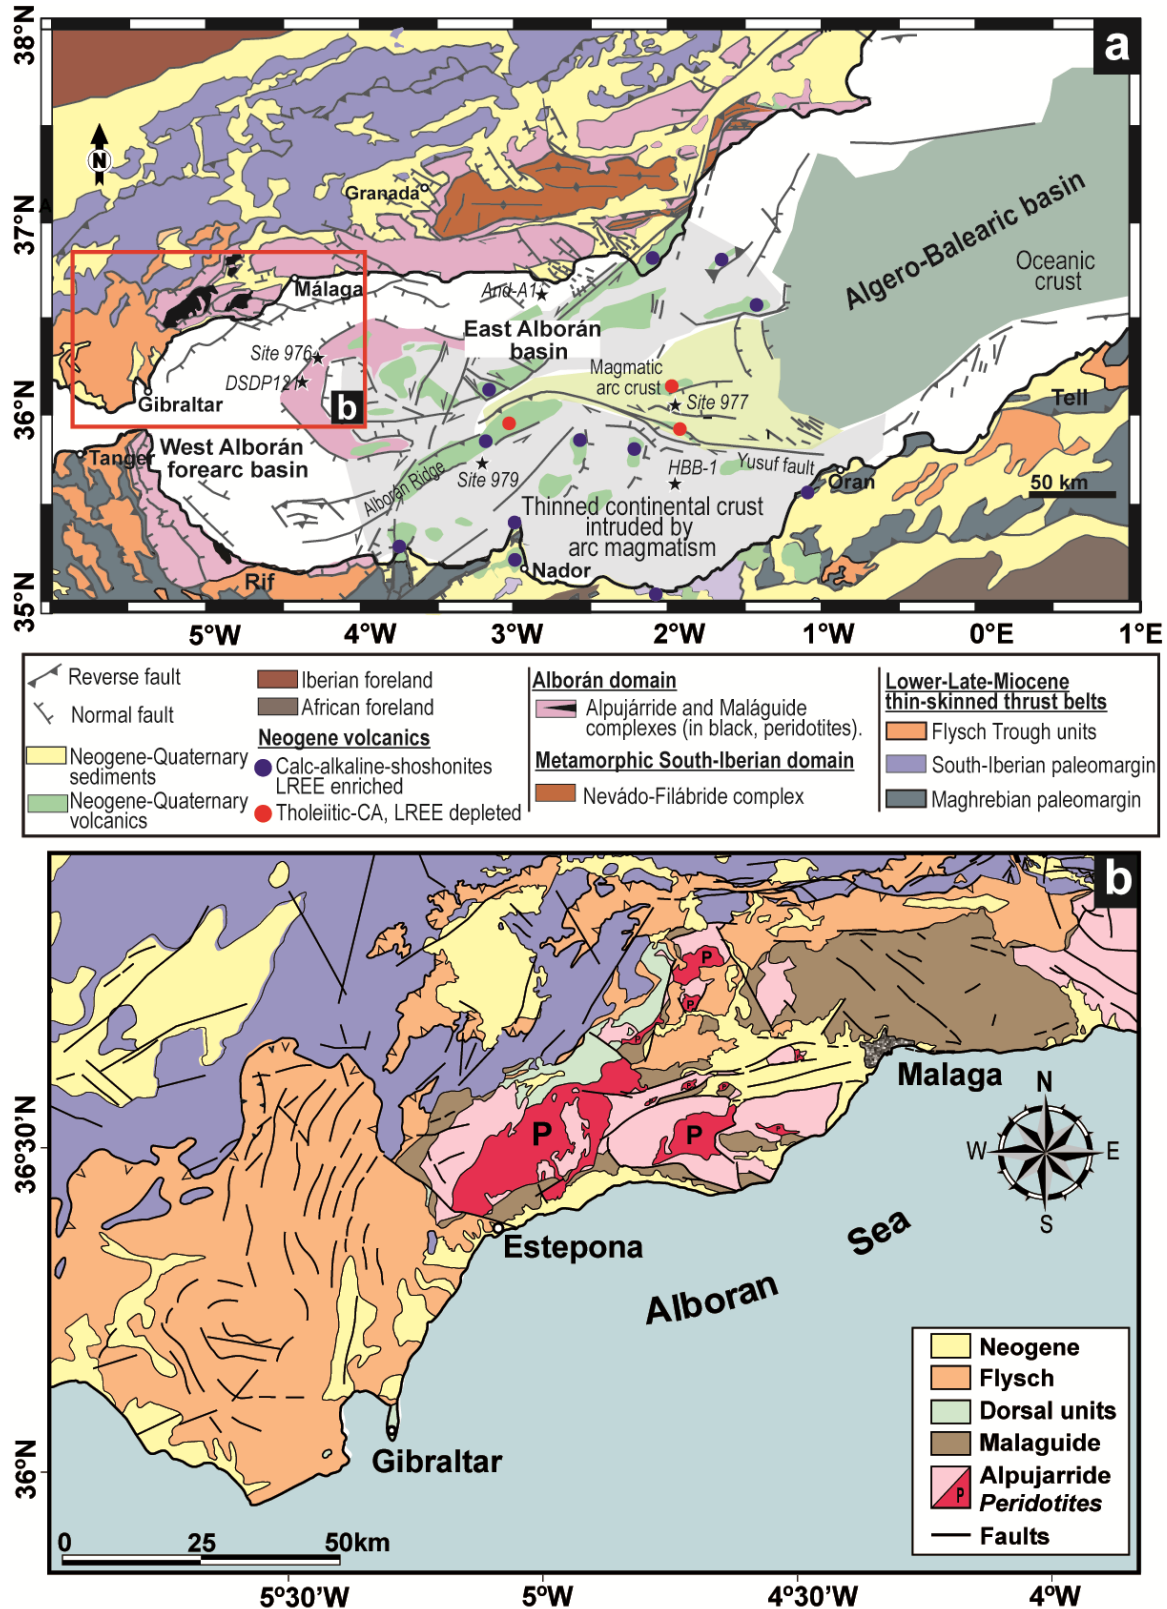 a
38°N
37°N
36°N
35°N
N
Granada
Málaga
And-A1
East Alborán
basin
Algero-Balearic basin
Oceanic
crust
Site 976
DSDP121
Magmatic
arc crust
Site 977
Gibraltar
b
Tell
Tanger
West Alborán
forearc basin
Alborán Ridge
Site 979
HBB-1
Yusuf fault
Oran
50 km
Thinned continental crust
intruded by
arc magmatism
Nador
Rif
5°W
4°W
3°W
2°W
1°W
0°E
1°E
Reverse fault
Normal fault
Neogene-Quaternary
sediments
Neogene-Quaternary
volcanics
Iberian foreland
African foreland
Neogene volcanics
Calc-alkaline-shoshonites
LREE enriched
Tholeiitic-CA, LREE depleted
Alborán domain
Alpujárride and Maláguide
complexes (in black, peridotites).
Metamorphic South-Iberian domain
Nevádo-Filábride complex
Lower-Late-Miocene
thin-skinned thrust belts
Flysch Trough units
South-Iberian paleomargin
Maghrebian paleomargin
b
P
P
P
P
P
P
P
P
P
Malaga
N
W
E
S
36°30'N
36°N
Estepona
Alboran
Sea
Gibraltar
Neogene
Flysch
Dorsal units
Malaguide
Alpujarride
P
Peridotites
Faults
0
25
50km
5°30'W
5°W
4°30'W
4°W